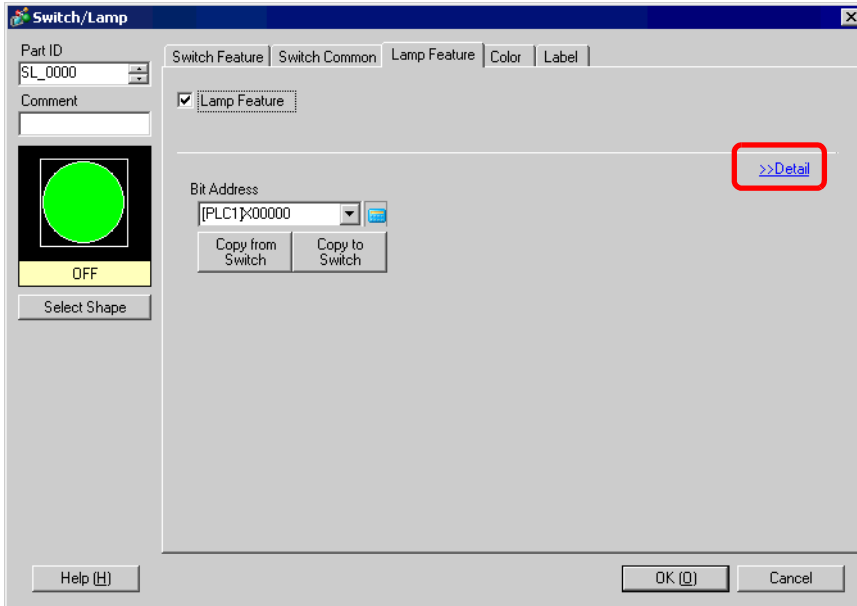 Switch/Lamp
Part ID
SL_0000
Comment
OFF
Select Shape
Switch Feature
Switch Common
Lamp Feature
Color
Label
Lamp Feature
>>Detail
Bit Address
[PLC1]X00000
Copy from
Switch
Copy to
Switch
Help (H)
OK (O)
Cancel